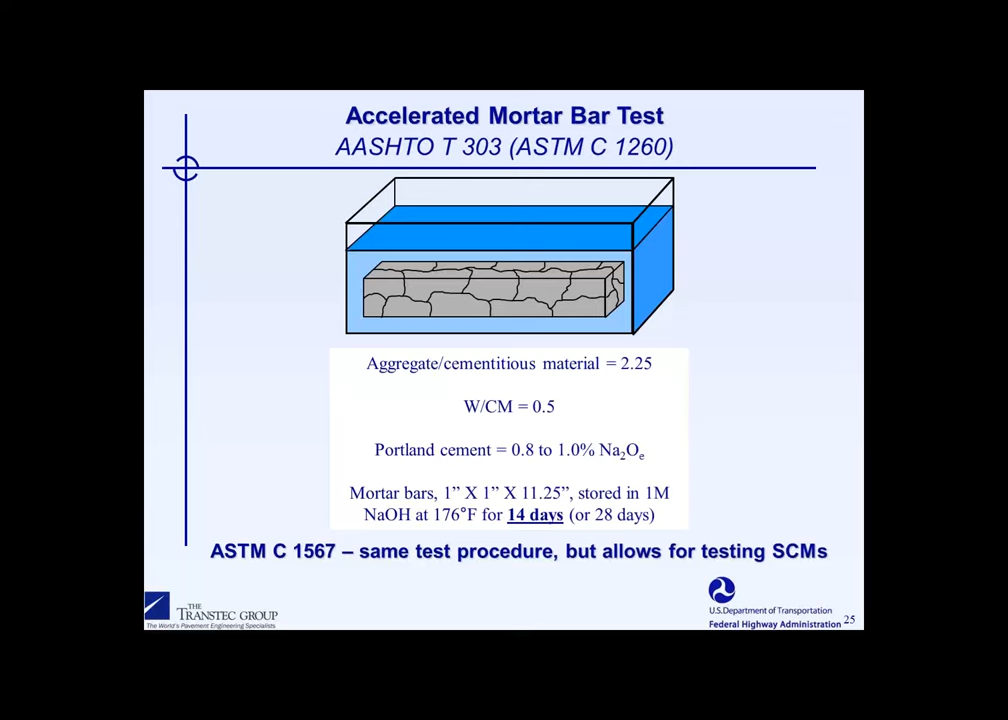 Accelerated Mortar Bar Test
AASHTO T 303 (ASTM C 1260)
Aggregate/cementitious material = 2.25
W/CM = 0.5
Portland cement = 0.8 to 1.0% Na₂Oₑ
Mortar bars, 1” X 1” X 11.25”, stored in 1M
NaOH at 176°F for 14 days (or 28 days)
ASTM C 1567 – same test procedure, but allows for testing SCMs
THE
TRANSTEC GROUP
The World's Pavement Engineering Specialists
U.S.Department of Transportation
Federal Highway Administration
25